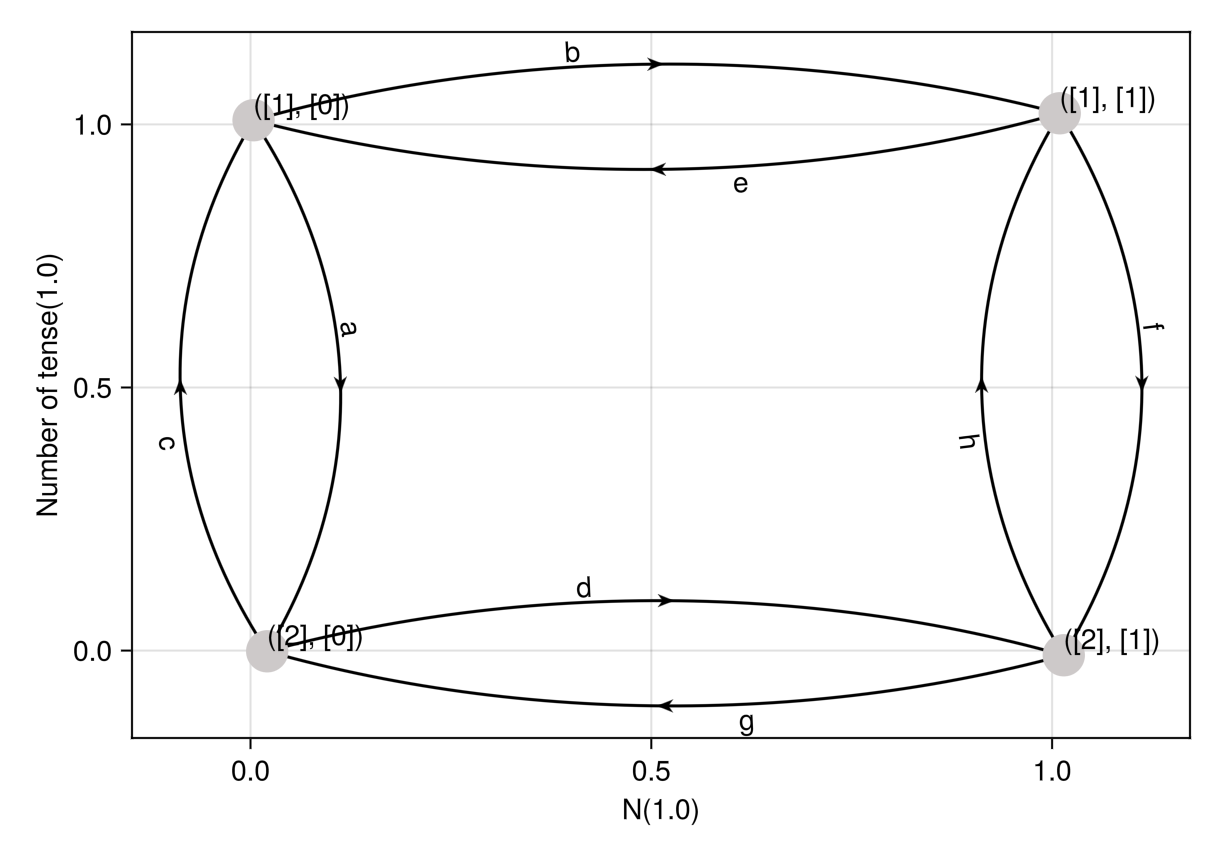 b
([1], [0])
([1], [1])
1.0
e
a
f
Number of tense(1.0)
0.5
c
h
d
([2], [0])
([2], [1])
0.0
g
0.0
0.5
1.0
N(1.0)